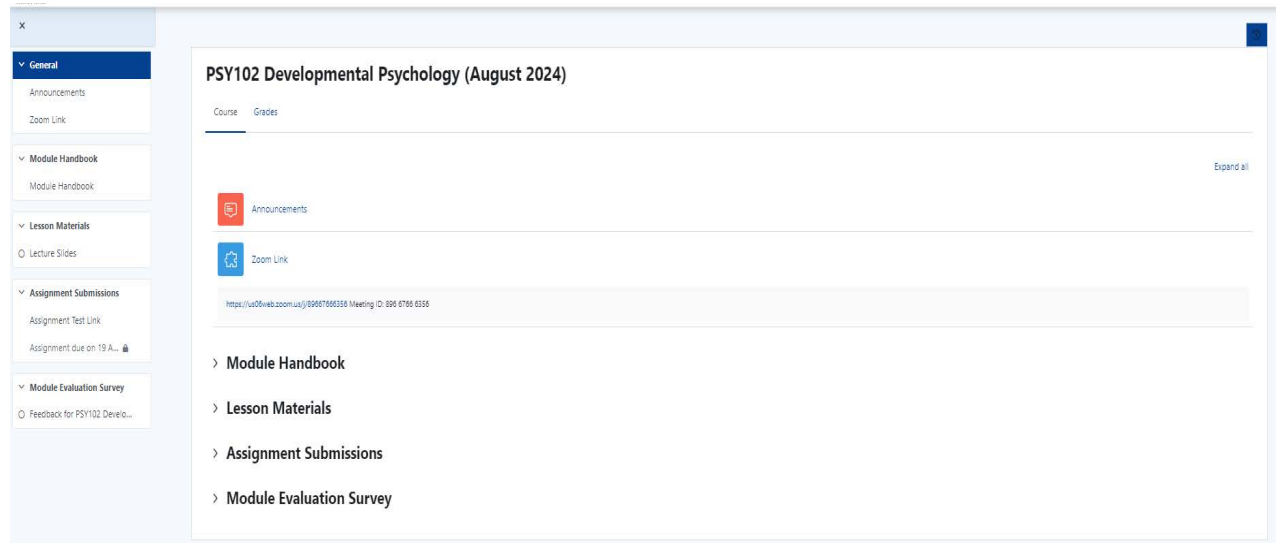 x
General
Announcements
Zoom Link
Module Handbook
Module Handbook
Lesson Materials
Lecture Slides
Assignment Submissions
Assignment Test Link
Assignment due on 19 A...
Module Evaluation Survey
Feedback for PSY102 Develo...
PSY102 Developmental Psychology (August 2024)
Course Grades
Expand all
Announcements
Zoom Link
https://us06web.zoom.us/j/89667666356 Meeting ID: 896 6766 6356
Module Handbook
Lesson Materials
Assignment Submissions
Module Evaluation Survey